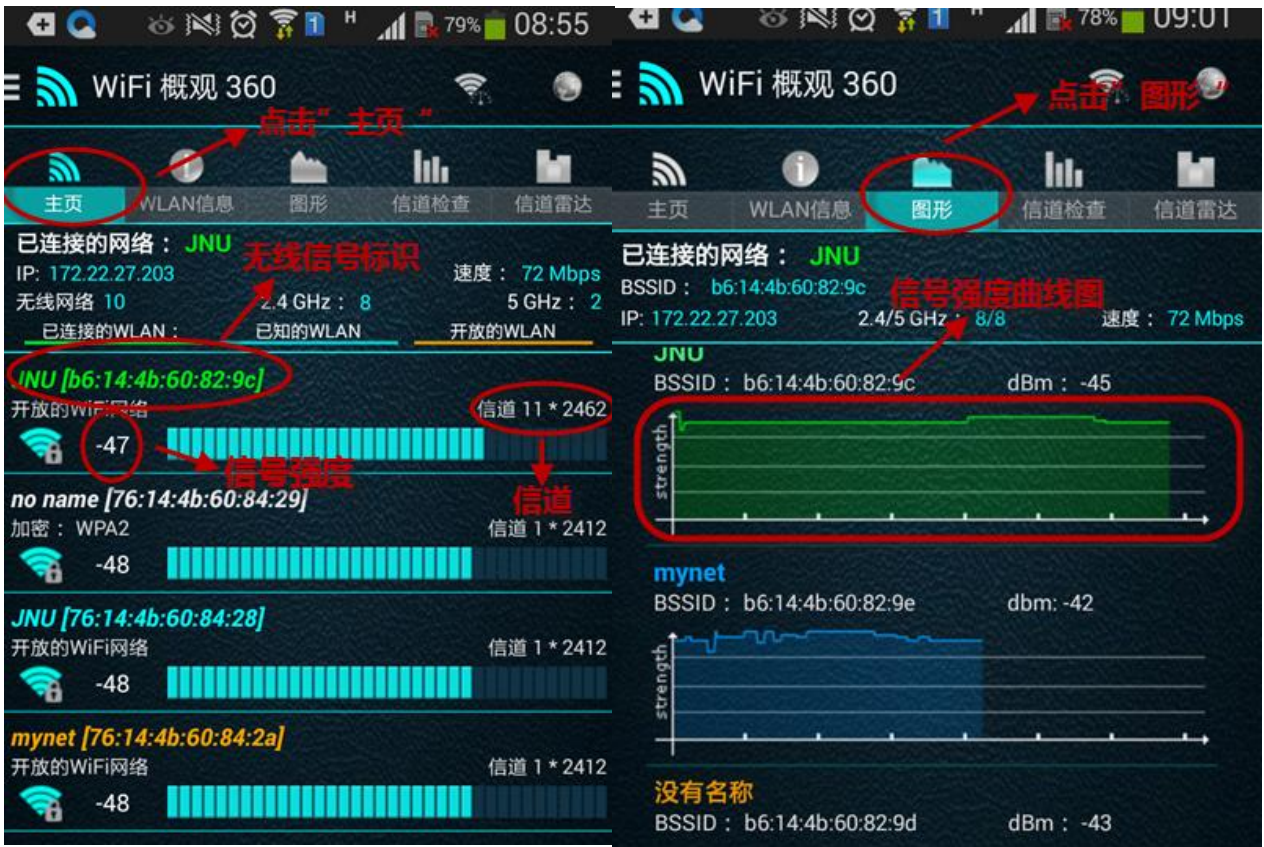 H 79% 08:55
WiFi 概观 360
点击"主页"
主页 WLAN信息 图形 信道检查 信道雷达
已连接的网络： JNU
无线信号标识
IP: 172.22.27.203 速度： 72 Mbps
无线网络 10 2.4 GHz： 8 5 GHz： 2
已连接的WLAN： 已知的WLAN 开放的WLAN
JNU [b6:14:4b:60:82:9c]
开放的WiFi网络 信道 11 * 2462
-47
信号强度
信道
no name [76:14:4b:60:84:29]
加密： WPA2 信道 1 * 2412
-48
JNU [76:14:4b:60:84:28]
开放的WiFi网络 信道 1 * 2412
-48
mynet [76:14:4b:60:84:2a]
开放的WiFi网络 信道 1 * 2412
-48
78% 09:01
WiFi 概观 360
点击"图形"
主页 WLAN信息 图形 信道检查 信道雷达
已连接的网络： JNU
BSSID： b6:14:4b:60:82:9c
信号强度曲线图
IP: 172.22.27.203 2.4/5 GHz： 8/8 速度： 72 Mbps
JNU
BSSID： b6:14:4b:60:82:9c dBm： -45
strength
mynet
BSSID： b6:14:4b:60:82:9e dbm: -42
strength
没有名称
BSSID： b6:14:4b:60:82:9d dBm： -43